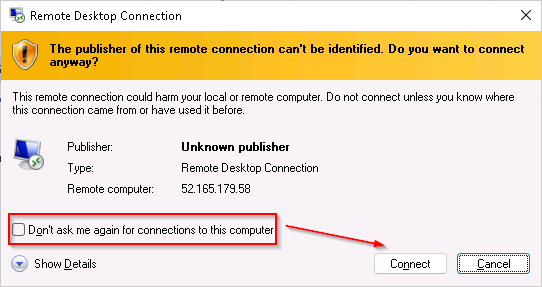 Remote Desktop Connection
The publisher of this remote connection can't be identified. Do you want to connect
anyway?
This remote connection could harm your local or remote computer. Do not connect unless you know where
this connection came from or have used it before.
Publisher: Unknown publisher
Type: Remote Desktop Connection
Remote computer: 52.165.179.58
Don't ask me again for connections to this computer
Show Details Connect Cancel